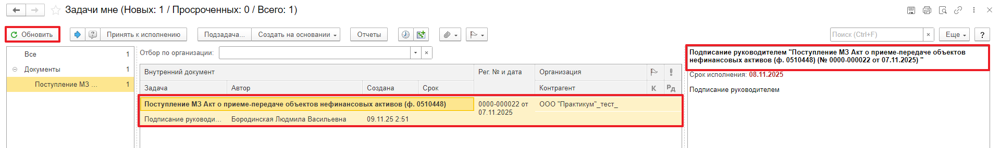 Задачи мне (Новых: 1 / Просроченных: 0 / Всего: 1)
Обновить
Принять к исполнению
Подзадача...
Создать на основании
Отчеты
Поиск (Ctrl+F)
×
Еще
?
Все 1
Документы 1
Поступление МЗ ... 1
Отбор по организации:
Внутренний документ
Рег. № и дата
Организация
Задача
Автор
Создана
Срок
Контрагент
К
Рд
Поступление МЗ Акт о приеме-передаче объектов нефинансовых активов (ф. 0510448)
0000-000022 от
07.11.2025
ООО "Практикум"_тест_
Подписание руководи...
Бородинская Людмила Васильевна
09.11.25 2:51
Подписание руководителем "Поступление МЗ Акт о приеме-передаче объектов
нефинансовых активов (ф. 0510448) (№ 0000-000022 от 07.11.2025) "
Срок исполнения: 08.11.2025
Подписание руководителем